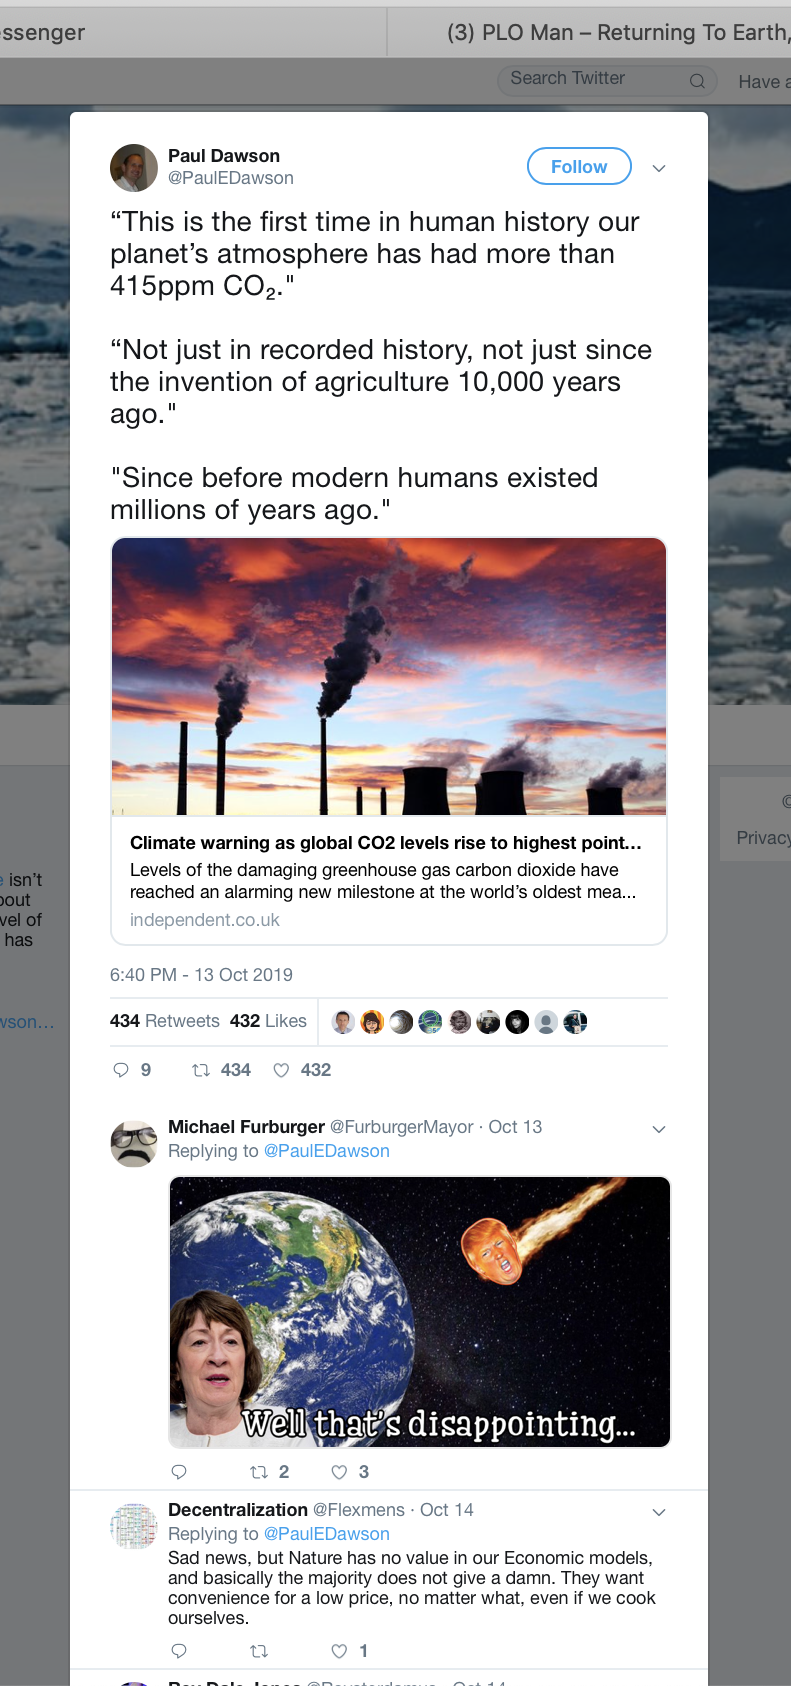 ssenger
(3) PLO Man – Returning To Earth,
Search Twitter
Have a
Paul Dawson
@PaulEDawson
Follow
“This is the first time in human history our
planet’s atmosphere has had more than
415ppm CO₂."
“Not just in recorded history, not just since
the invention of agriculture 10,000 years
ago."
"Since before modern humans existed
millions of years ago."
Climate warning as global CO2 levels rise to highest point...
Levels of the damaging greenhouse gas carbon dioxide have
reached an alarming new milestone at the world’s oldest mea...
independent.co.uk
6:40 PM - 13 Oct 2019
434 Retweets 432 Likes
9 434 432
©
Privacy
e isn’t
bout
vel of
has
wson...
Michael Furburger @FurburgerMayor · Oct 13
Replying to @PaulEDawson
Well that's disappointing...
2 3
Decentralization @Flexmens · Oct 14
Replying to @PaulEDawson
Sad news, but Nature has no value in our Economic models,
and basically the majority does not give a damn. They want
convenience for a low price, no matter what, even if we cook
ourselves.
1